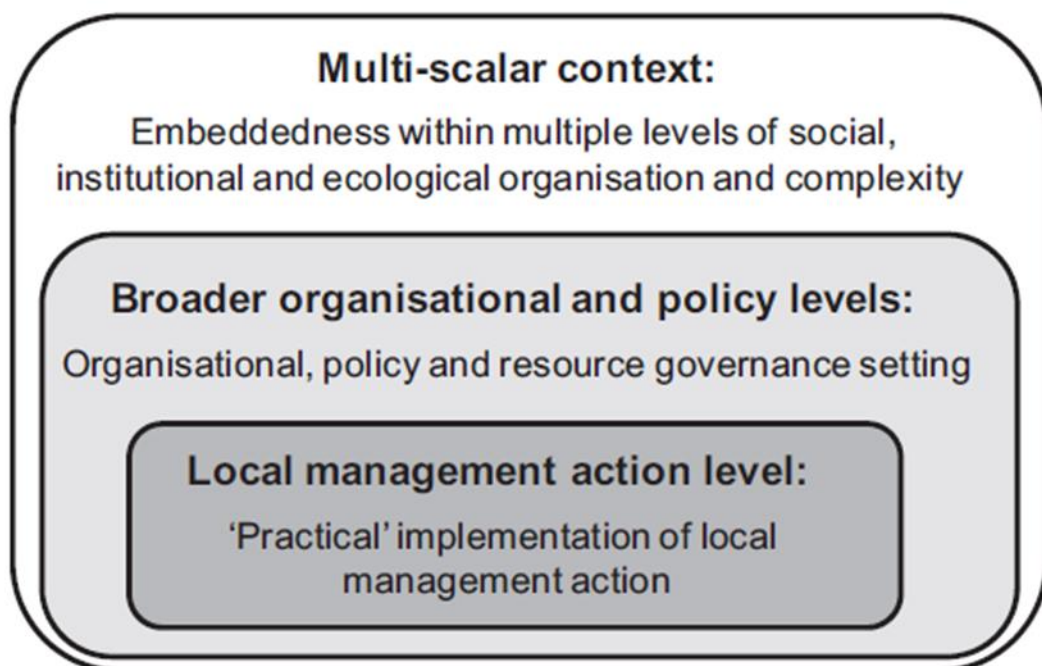 Multi-scalar context:
Embeddedness within multiple levels of social,
institutional and ecological organisation and complexity
Broader organisational and policy levels:
Organisational, policy and resource governance setting
Local management action level:
‘Practical’ implementation of local
management action